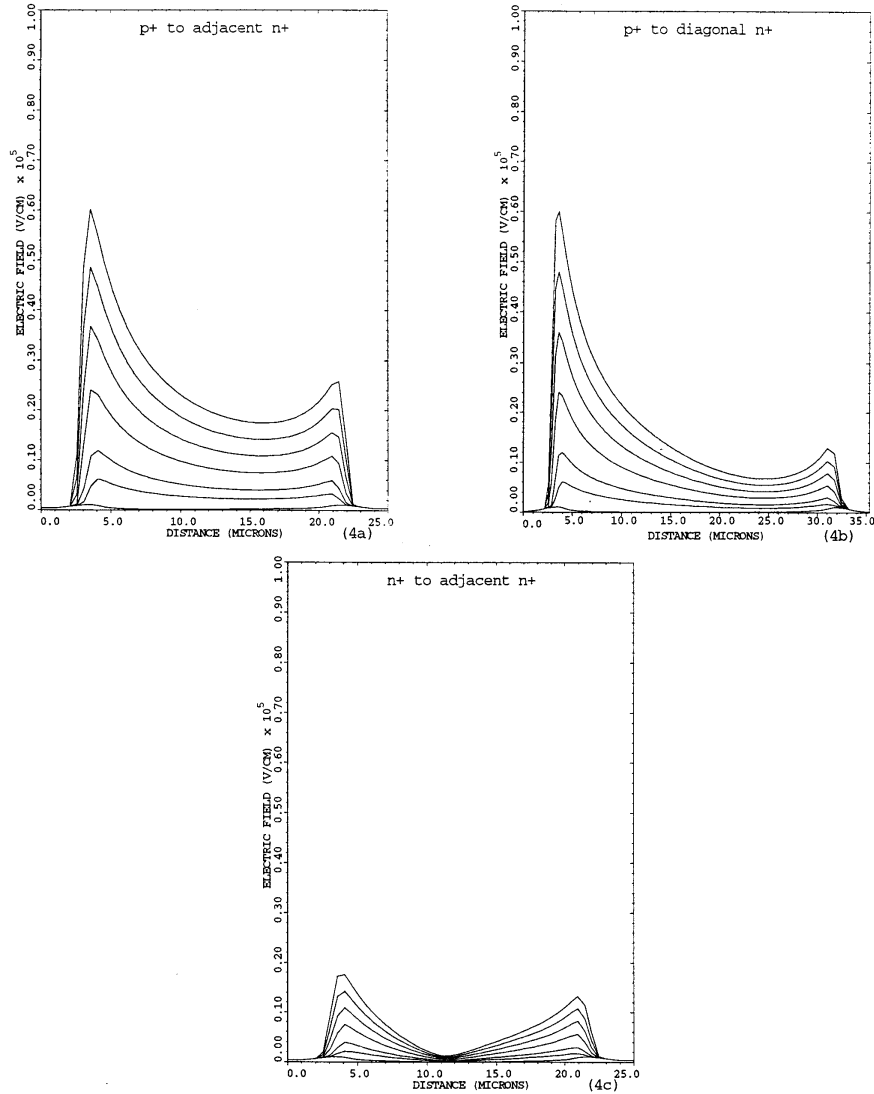 p+ to adjacent n+
ELECTRIC FIELD (V/CM) × 10⁵
0.00 0.10 0.20 0.30 0.40 0.50 0.60 0.70 0.80 0.90 1.00
0.0 5.0 10.0 15.0 20.0 25.0
DISTANCE (MICRONS)
(4a)
p+ to diagonal n+
ELECTRIC FIELD (V/CM) × 10⁵
0.00 0.10 0.20 0.30 0.40 0.50 0.60 0.70 0.80 0.90 1.00
0.0 5.0 10.0 15.0 20.0 25.0 30.0 35.0
DISTANCE (MICRONS)
(4b)
n+ to adjacent n+
ELECTRIC FIELD (V/CM) × 10⁵
0.00 0.10 0.20 0.30 0.40 0.50 0.60 0.70 0.80 0.90 1.00
0.0 5.0 10.0 15.0 20.0 25.0
DISTANCE (MICRONS)
(4c)